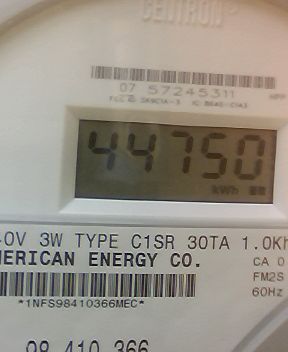 CENTRON
07 57245311
44750
kWh
40V 3W TYPE C1SR 30TA 1.0Kh
MERICAN ENERGY CO.
CA 0
FM2S
*1NFS98410366MEC*
60Hz
98 410 366